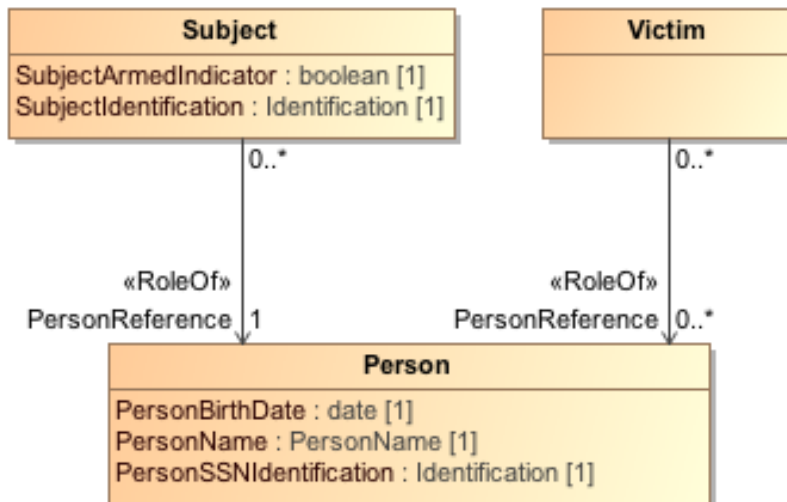 Subject
SubjectArmedIndicator : boolean [1]
SubjectIdentification : Identification [1]
Victim
0..*
0..*
«RoleOf»
PersonReference 1
«RoleOf»
PersonReference 0..*
Person
PersonBirthDate : date [1]
PersonName : PersonName [1]
PersonSSNIdentification : Identification [1]